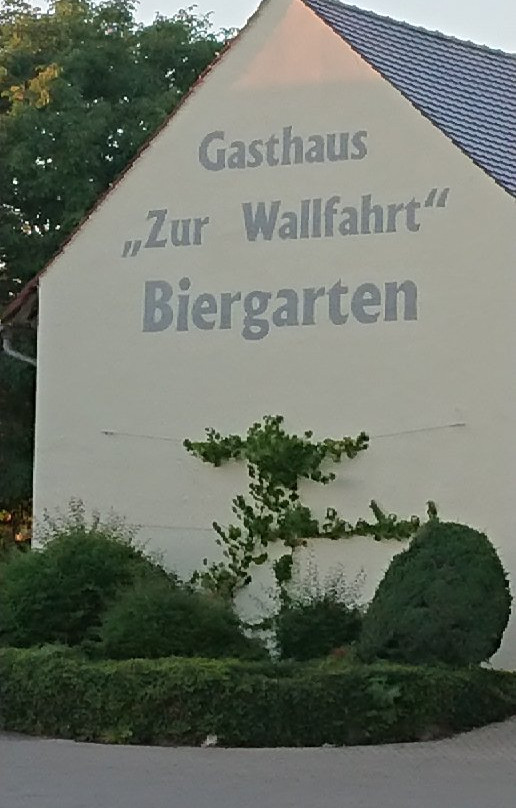 Gasthaus
„Zur Wallfahrt“
Biergarten